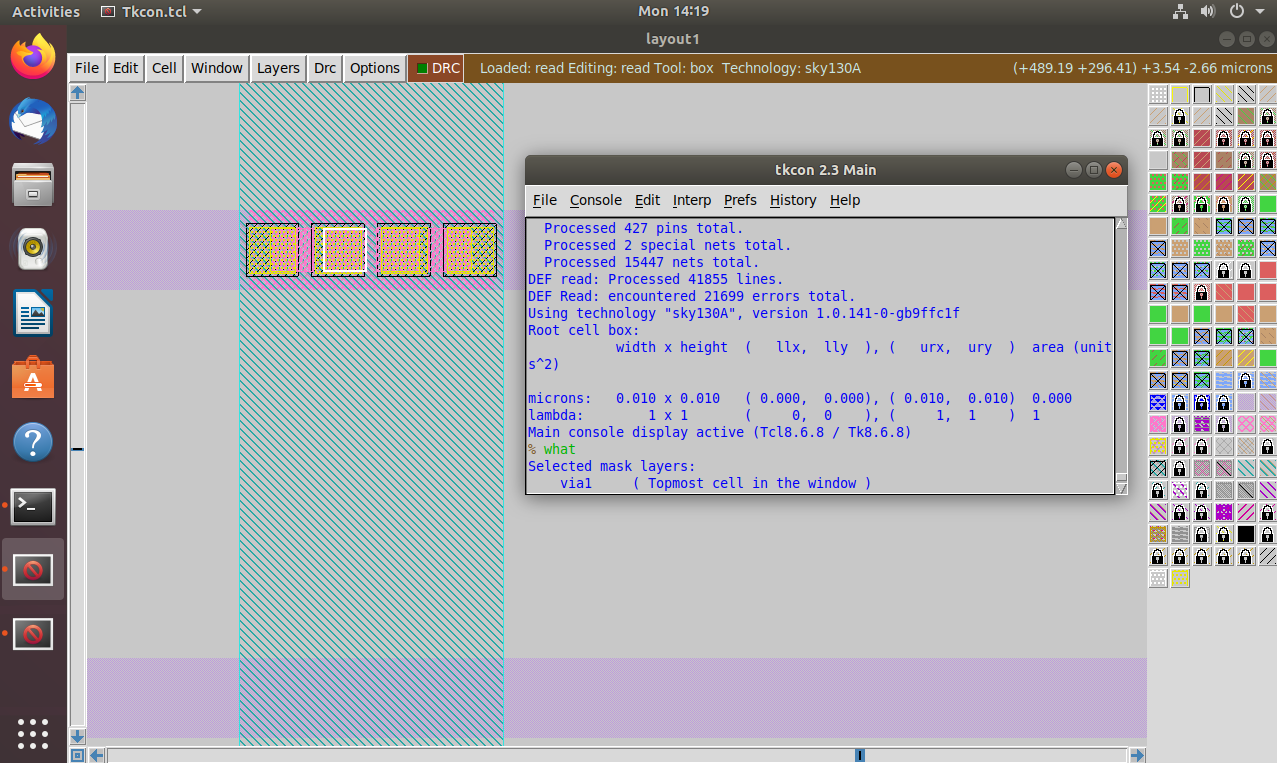 Activities Tkcon.tcl Mon 14:19
layout1
File Edit Cell Window Layers Drc Options DRC Loaded: read Editing: read Tool: box Technology: sky130A (+489.19 +296.41) +3.54 -2.66 microns
tkcon 2.3 Main
File Console Edit Interp Prefs History Help
Processed 427 pins total.
Processed 2 special nets total.
Processed 15447 nets total.
DEF read: Processed 41855 lines.
DEF Read: encountered 21699 errors total.
Using technology "sky130A", version 1.0.141-0-gb9ffc1f
Root cell box:
width x height ( llx, lly ), ( urx, ury ) area (unit
s^2)
microns: 0.010 x 0.010 ( 0.000, 0.000), ( 0.010, 0.010) 0.000
lambda: 1 x 1 ( 0, 0 ), ( 1, 1 ) 1
Main console display active (Tcl8.6.8 / Tk8.6.8)
% what
Selected mask layers:
via1 ( Topmost cell in the window )